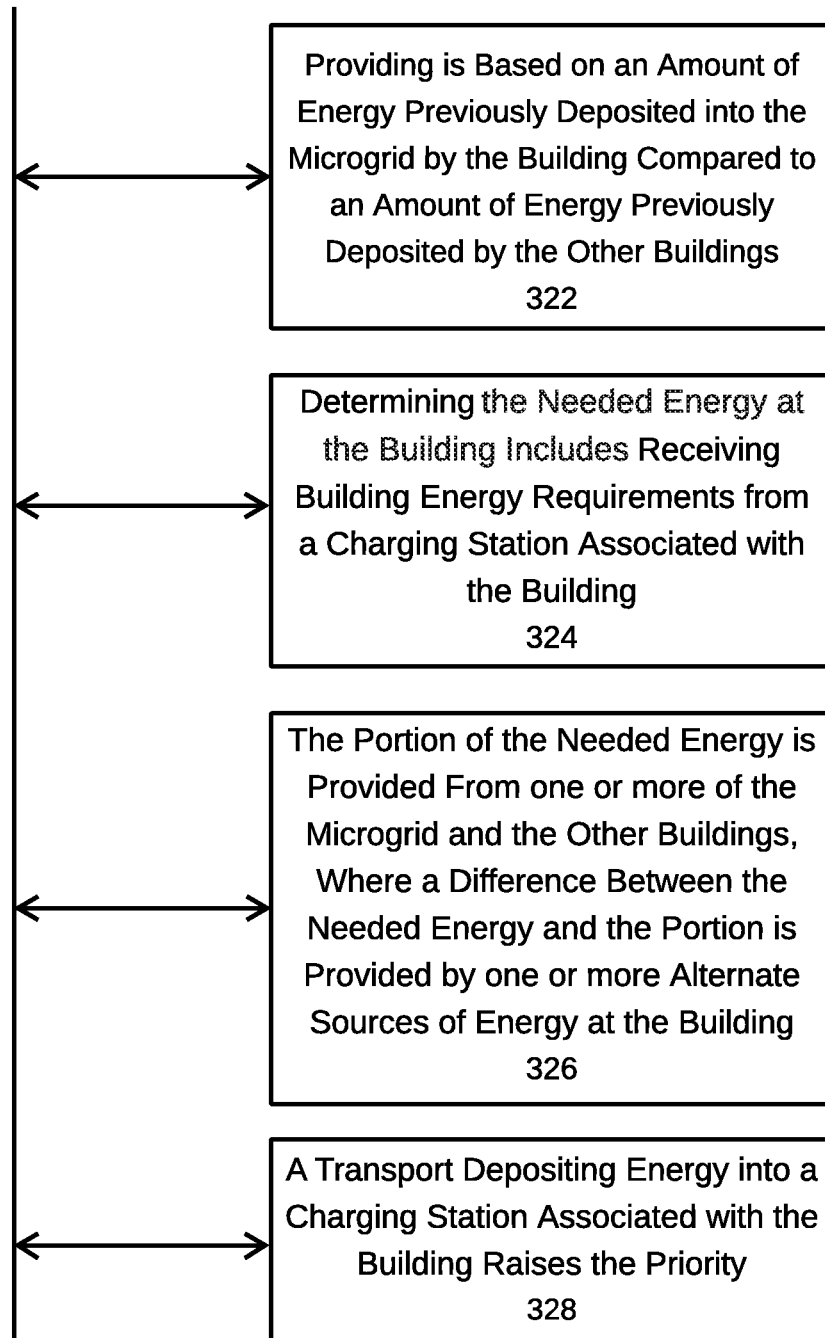 Providing is Based on an Amount of
Energy Previously Deposited into the
Microgrid by the Building Compared to
an Amount of Energy Previously
Deposited by the Other Buildings
322
Determining the Needed Energy at
the Building Includes Receiving
Building Energy Requirements from
a Charging Station Associated with
the Building
324
The Portion of the Needed Energy is
Provided From one or more of the
Microgrid and the Other Buildings,
Where a Difference Between the
Needed Energy and the Portion is
Provided by one or more Alternate
Sources of Energy at the Building
326
A Transport Depositing Energy into a
Charging Station Associated with the
Building Raises the Priority
328